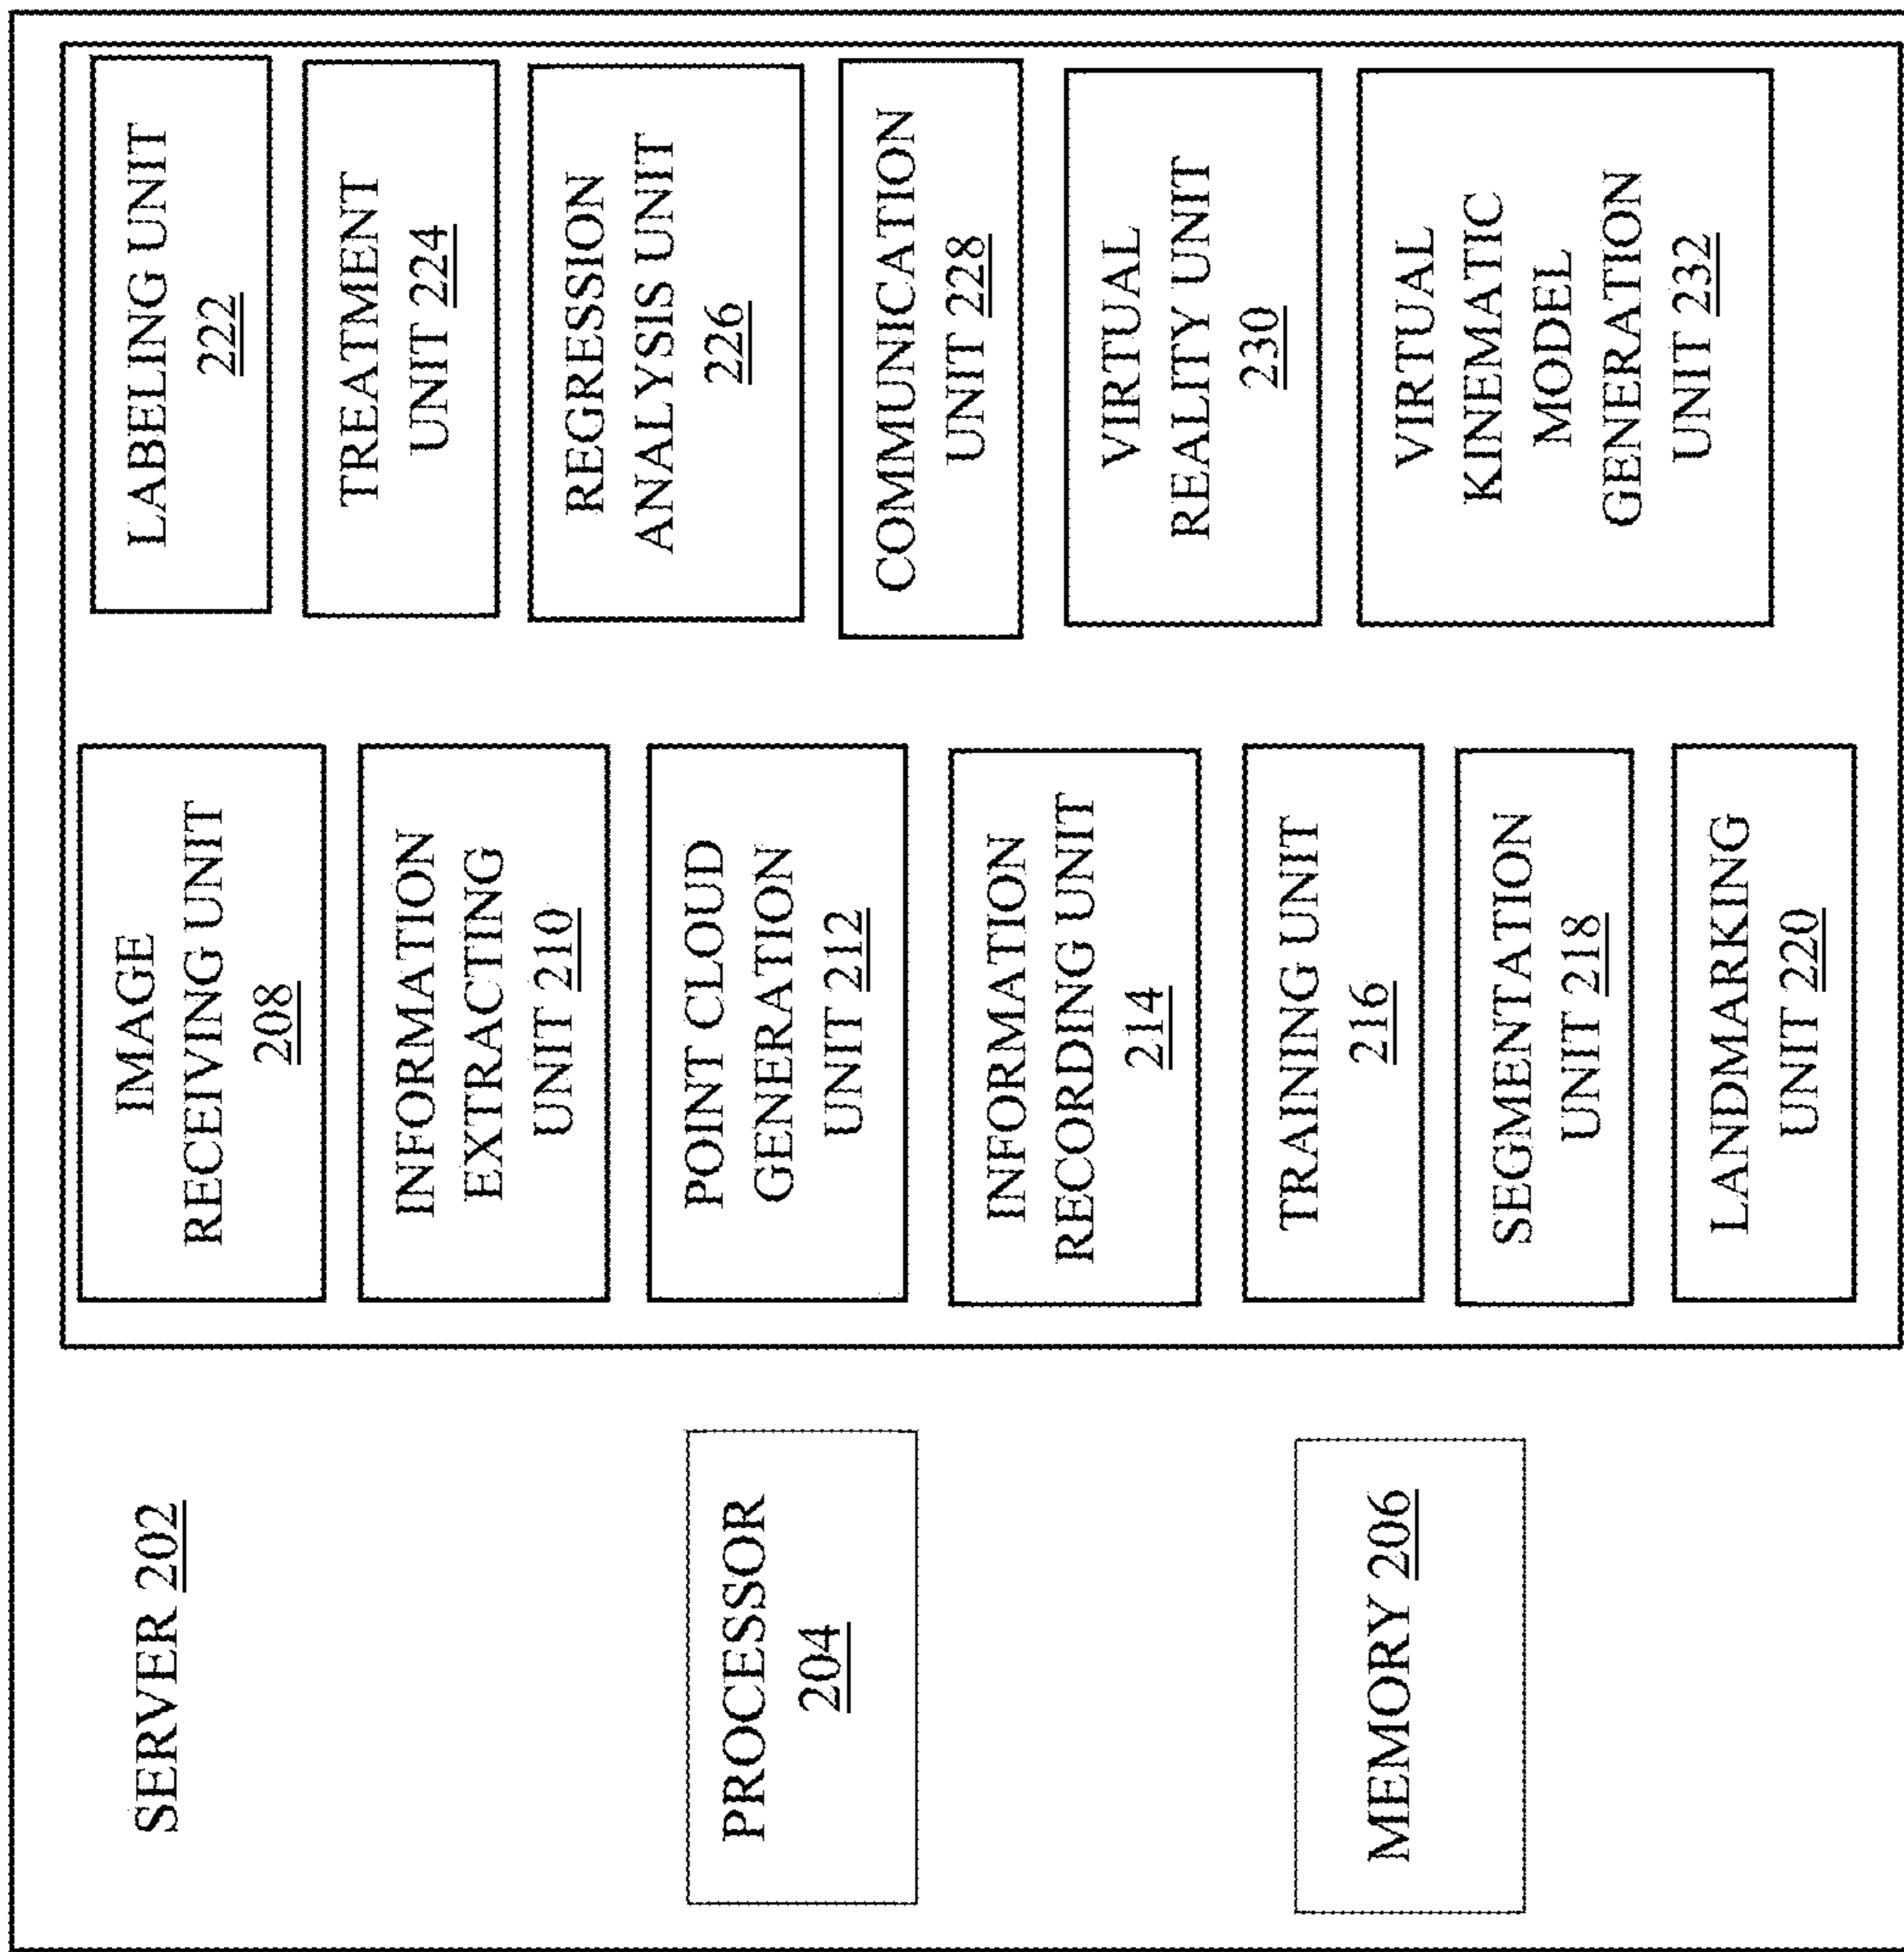 SERVER 202
PROCESSOR
204
MEMORY 206
IMAGE
RECEIVING UNIT
208
INFORMATION
EXTRACTING
UNIT 210
POINT CLOUD
GENERATION
UNIT 212
INFORMATION
RECORDING UNIT
214
TRAINING UNIT
216
SEGMENTATION
UNIT 218
LANDMARKING
UNIT 220
LABELING UNIT
222
TREATMENT
UNIT 224
REGRESSION
ANALYSIS UNIT
226
COMMUNICATION
UNIT 228
VIRTUAL
REALITY UNIT
230
VIRTUAL
KINEMATIC
MODEL
GENERATION
UNIT 232